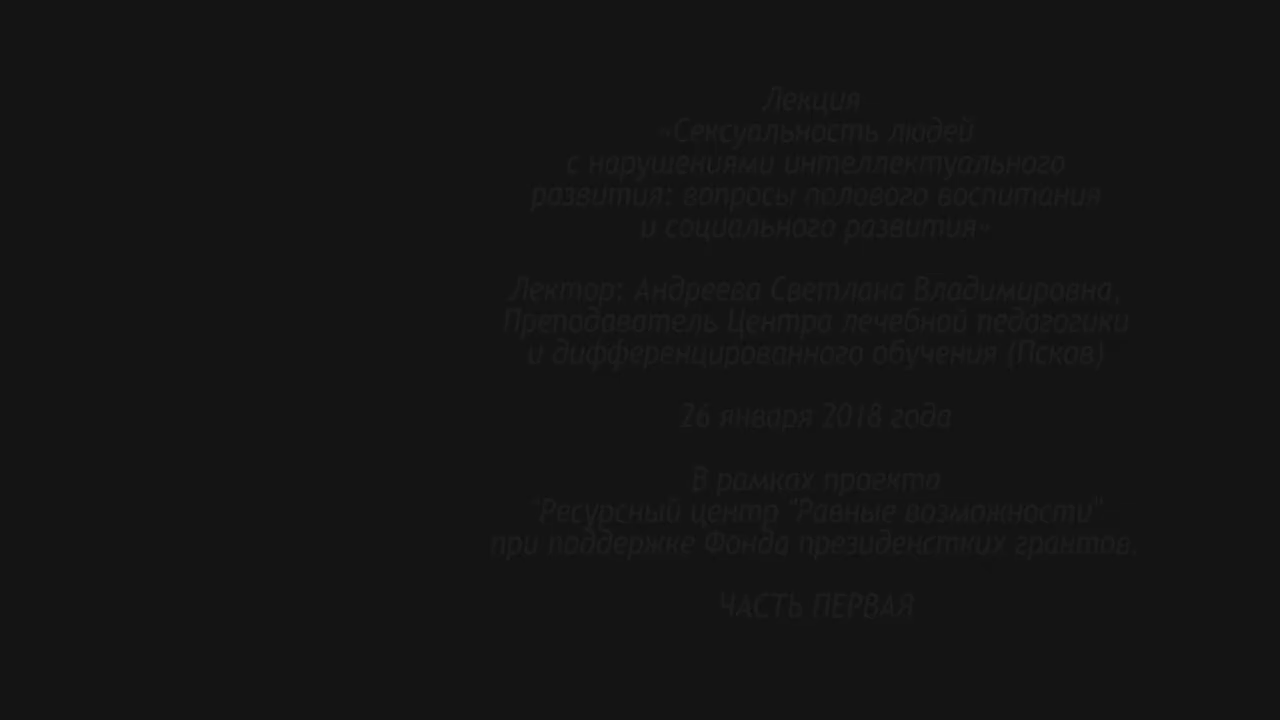 Лекция
«Сексуальность людей
с нарушениями интеллектуального
развития: вопросы полового воспитания
и социального развития»
Лектор: Андреева Светлана Владимировна,
Преподаватель Центра лечебной педагогики
и дифференцированного обучения (Псков)
26 января 2018 года
В рамках проекта
"Ресурсный центр "Равные возможности"
при поддержке Фонда президенстких грантов.
ЧАСТЬ ПЕРВАЯ